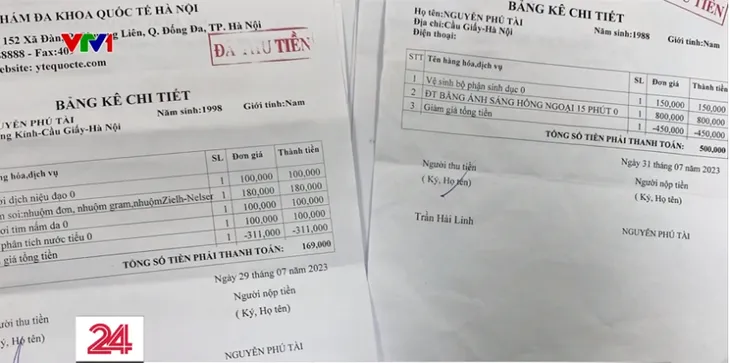 HÁM ĐA KHOA QUỐC TẾ HÀ NỘI
152 Xã Đàn, Liên, Q. Đống Đa, TP. Hà Nội
8888 - Fax:40
website: ytequocte.com
VTV1
ĐÃ THU TIỀN
BẢNG KÊ CHI TIẾT
NGUYỄN PHÚ TÀI Năm sinh:1998 Giới tính:Nam
ng Kính-Cầu Giấy-Hà Nội
hàng hóa,dịch vụ SL Đơn giá Thành tiền
i dịch niệu đạo 0 1 100,000 100,000
n soi:nhuộm đơn, nhuộm gram,nhuộmZielh-Nelser 1 180,000 180,000
ơi tìm nấm da 0 1 100,000 100,000
phân tích nước tiểu 0 1 100,000 100,000
giá tổng tiền 1 -311,000 -311,000
TỔNG SỐ TIỀN PHẢI THANH TOÁN: 169,000
Ngày 29 tháng 07 năm 2023
Người thu tiền Người nộp tiền
(Ký, Họ tên) (Ký, Họ tên)
NGUYỄN PHÚ TÀI
24
BẢNG KÊ CHI TIẾT
Họ tên:NGUYỄN PHÚ TÀI Năm sinh:1988 Giới tính:Nam
Địa chỉ:Cầu Giấy-Hà Nội
Điện thoại:
STT Tên hàng hóa,dịch vụ SL Đơn giá Thành tiền
1 Vệ sinh bộ phận sinh dục 0 1 150,000 150,000
2 ĐT BẰNG ÁNH SÁNG HỒNG NGOẠI 15 PHÚT 0 1 800,000 800,000
3 Giảm giá tổng tiền 1 -450,000 -450,000
TỔNG SỐ TIỀN PHẢI THANH TOÁN: 500,000
Ngày 31 tháng 07 năm 2023
Người thu tiền Người nộp tiền
(Ký, Họ tên) (Ký, Họ tên)
Trần Hải Linh
NGUYỄN PHÚ TÀI